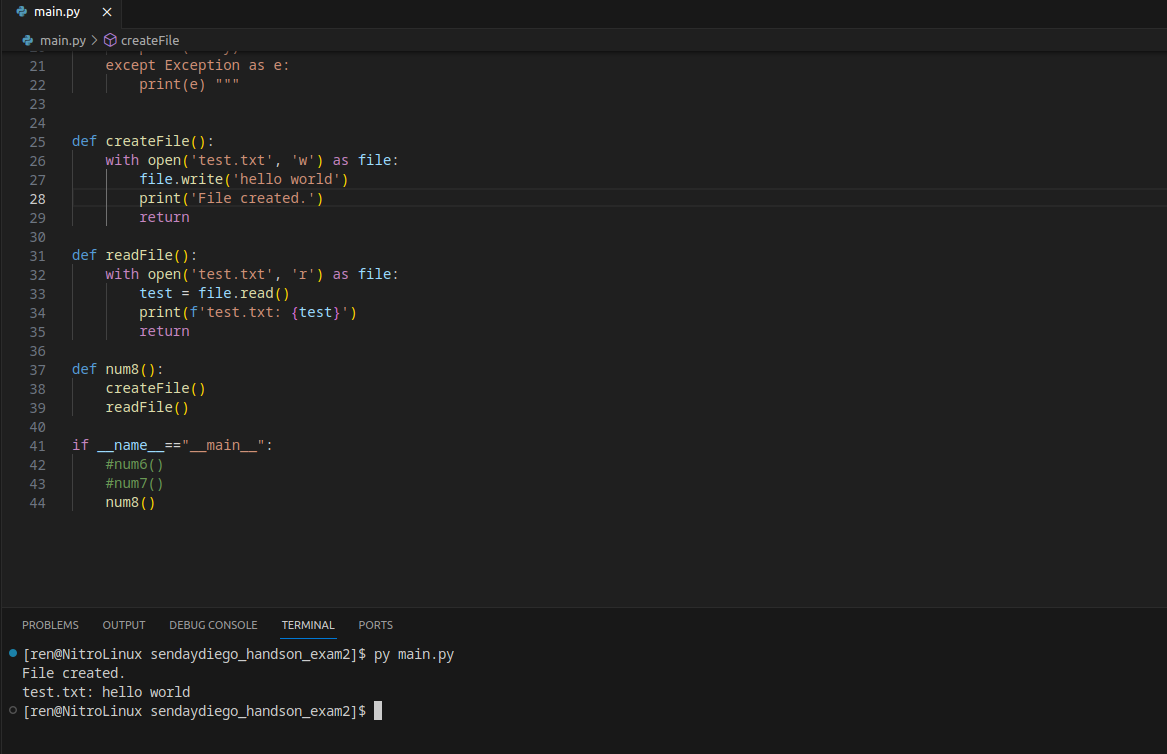 main.py
main.py > createFile
21 except Exception as e:
22 print(e) """
23
24
25 def createFile():
26 with open('test.txt', 'w') as file:
27 file.write('hello world')
28 print('File created.')
29 return
30
31 def readFile():
32 with open('test.txt', 'r') as file:
33 test = file.read()
34 print(f'test.txt: {test}')
35 return
36
37 def num8():
38 createFile()
39 readFile()
40
41 if __name__=="__main__":
42 #num6()
43 #num7()
44 num8()
PROBLEMS OUTPUT DEBUG CONSOLE TERMINAL PORTS
[ren@NitroLinux sendaydiego_handson_exam2]$ py main.py
File created.
test.txt: hello world
[ren@NitroLinux sendaydiego_handson_exam2]$